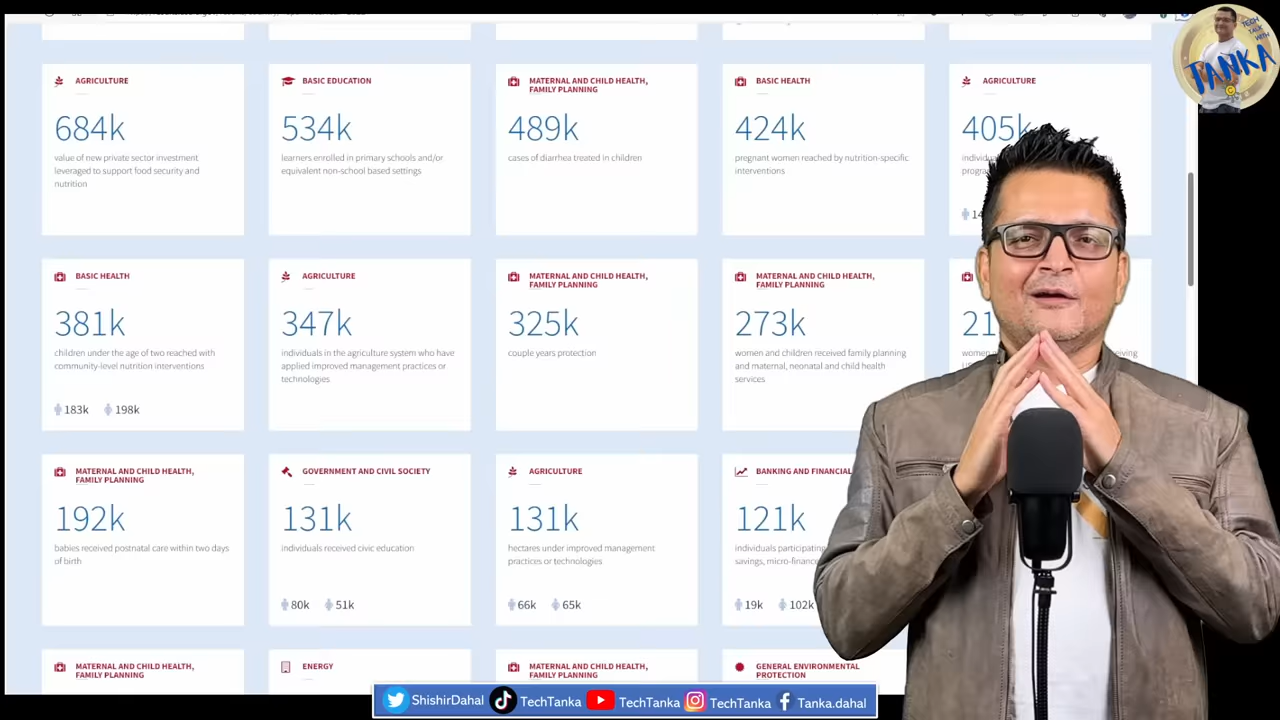 TECH
TALK
WITH
TANKA
AGRICULTURE
684k
value of new private sector investment
leveraged to support food security and
nutrition
BASIC EDUCATION
534k
learners enrolled in primary schools and/or
equivalent non-school based settings
MATERNAL AND CHILD HEALTH,
FAMILY PLANNING
489k
cases of diarrhea treated in children
BASIC HEALTH
424k
pregnant women reached by nutrition-specific
interventions
AGRICULTURE
405k
BASIC HEALTH
381k
children under the age of two reached with
community-level nutrition interventions
183k 198k
AGRICULTURE
347k
individuals in the agriculture system who have
applied improved management practices or
technologies
MATERNAL AND CHILD HEALTH,
FAMILY PLANNING
325k
couple years protection
MATERNAL AND CHILD HEALTH,
FAMILY PLANNING
273k
women and children received family planning
and maternal, neonatal and child health
services
21
MATERNAL AND CHILD HEALTH,
FAMILY PLANNING
192k
babies received postnatal care within two days
of birth
GOVERNMENT AND CIVIL SOCIETY
131k
individuals received civic education
80k 51k
AGRICULTURE
131k
hectares under improved management
practices or technologies
66k 65k
BANKING AND FINANCIAL
121k
individuals participating
savings, micro-finance
19k 102k
MATERNAL AND CHILD HEALTH,
FAMILY PLANNING
ENERGY
MATERNAL AND CHILD HEALTH,
FAMILY PLANNING
GENERAL ENVIRONMENTAL
PROTECTION
ShishirDahal TechTanka TechTanka TechTanka Tanka.dahal